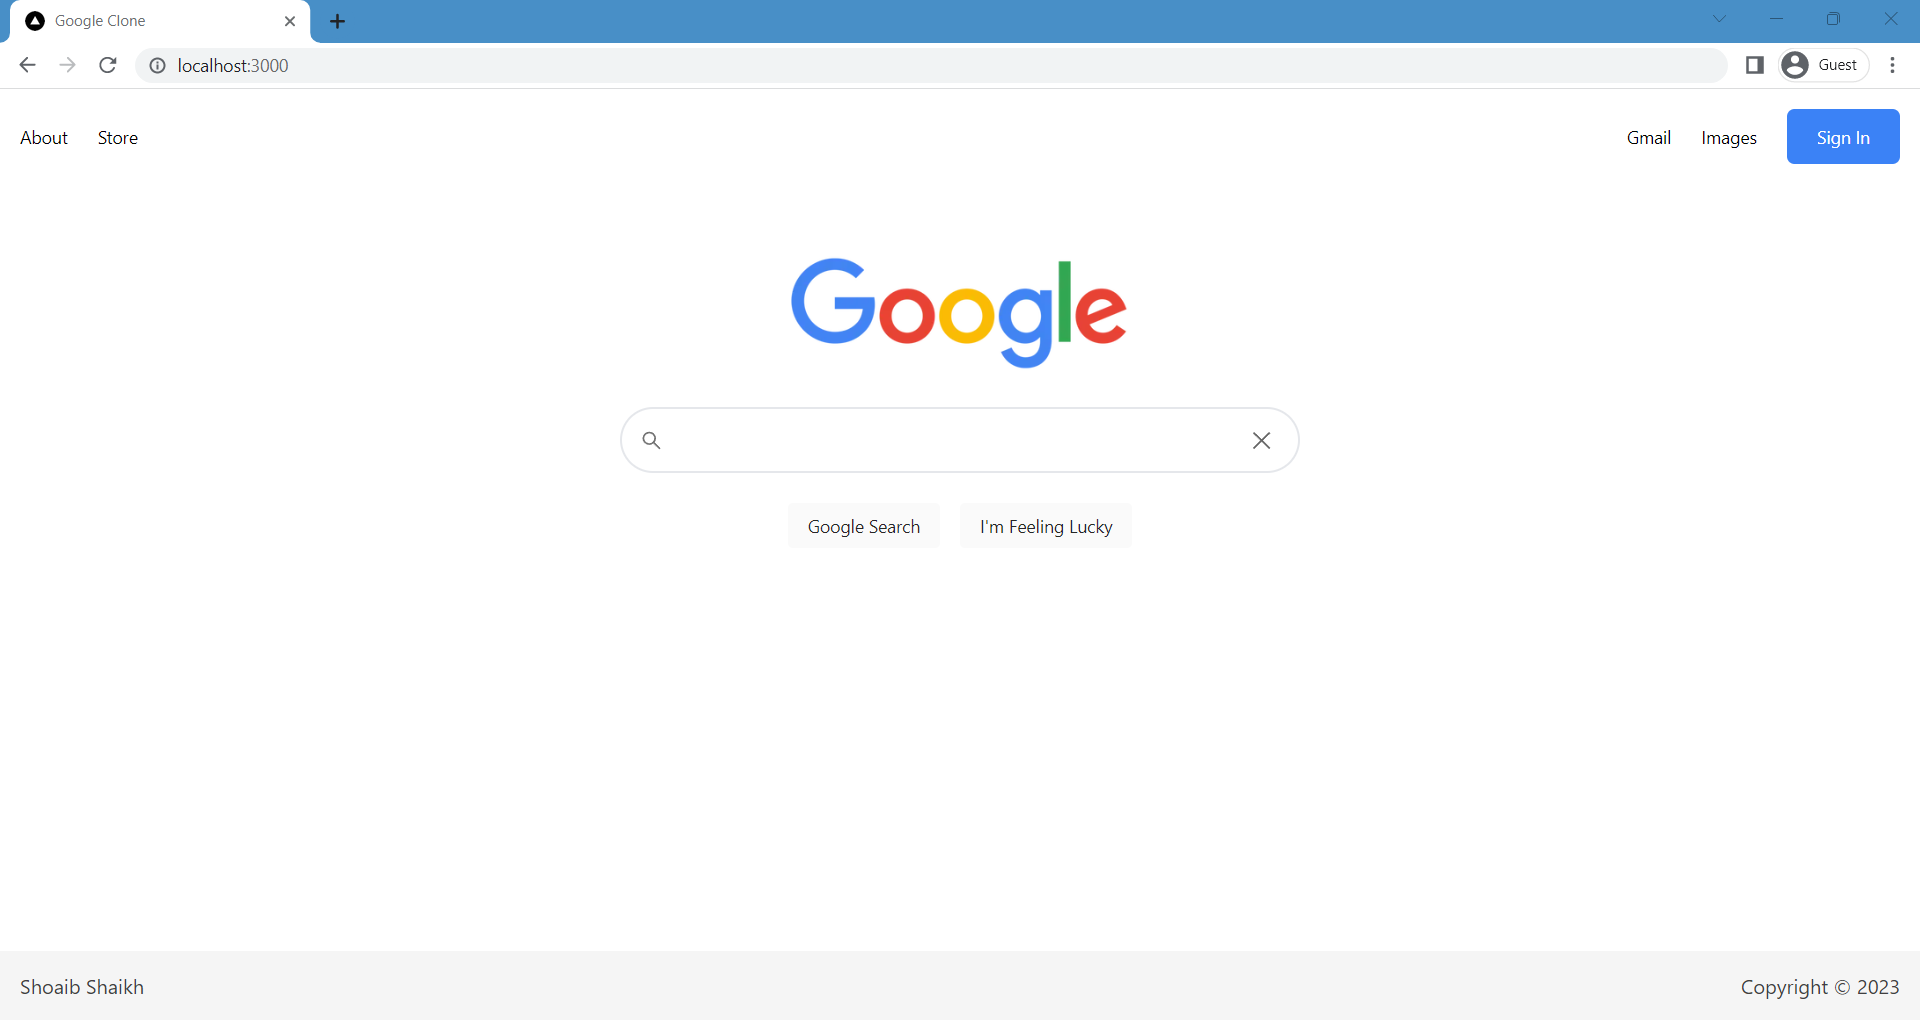 Google Clone
localhost:3000
Guest
About Store Gmail Images Sign In
Google
Google Search I'm Feeling Lucky
Shoaib Shaikh Copyright © 2023